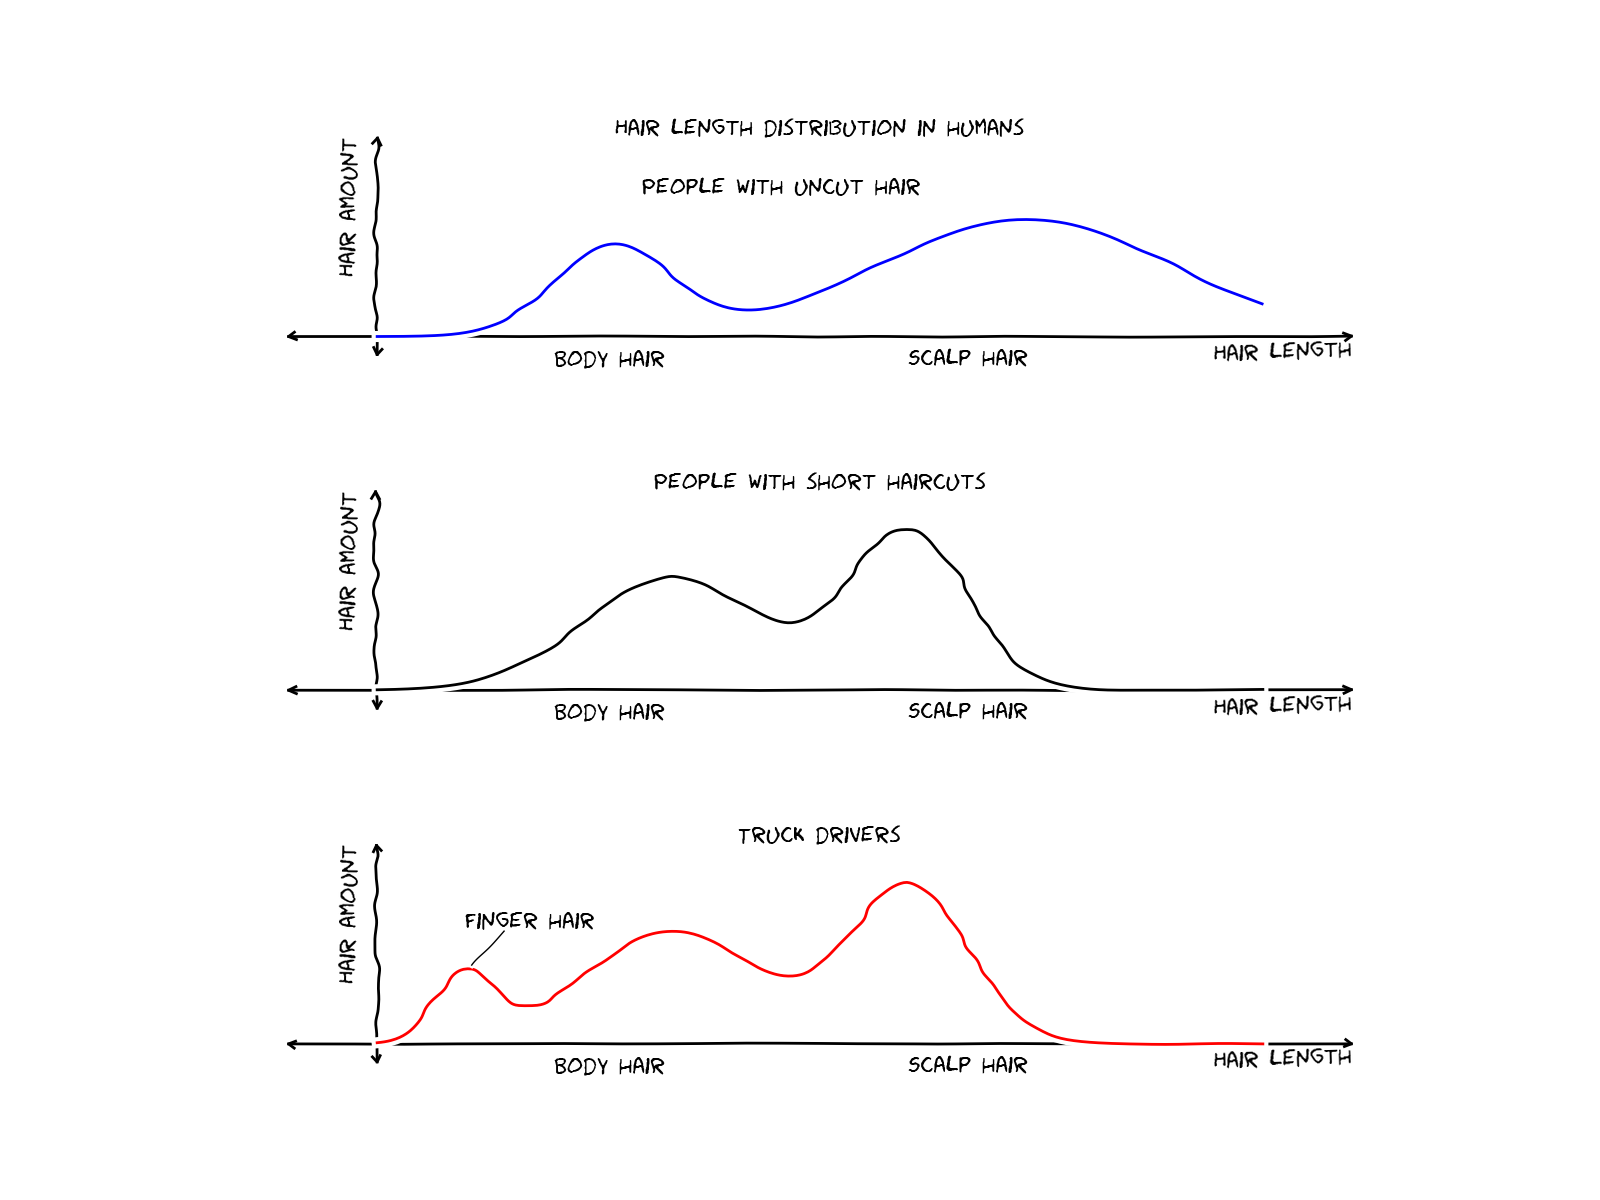 HAIR LENGTH DISTRIBUTION IN HUMANS
PEOPLE WITH UNCUT HAIR
HAIR AMOUNT
BODY HAIR
SCALP HAIR
HAIR LENGTH
PEOPLE WITH SHORT HAIRCUTS
HAIR AMOUNT
BODY HAIR
SCALP HAIR
HAIR LENGTH
TRUCK DRIVERS
HAIR AMOUNT
FINGER HAIR
BODY HAIR
SCALP HAIR
HAIR LENGTH